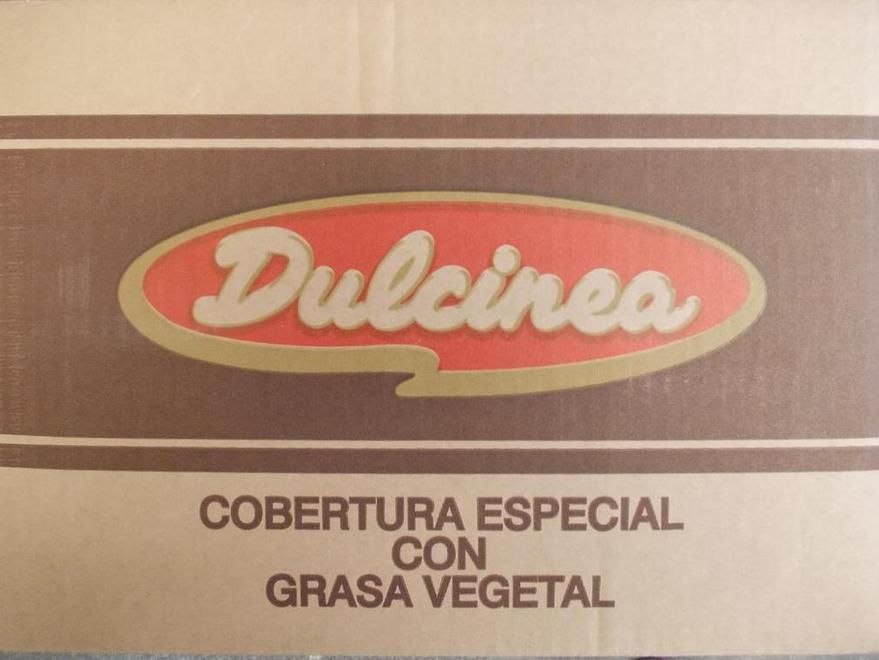 Dulcinea
COBERTURA ESPECIAL
CON
GRASA VEGETAL